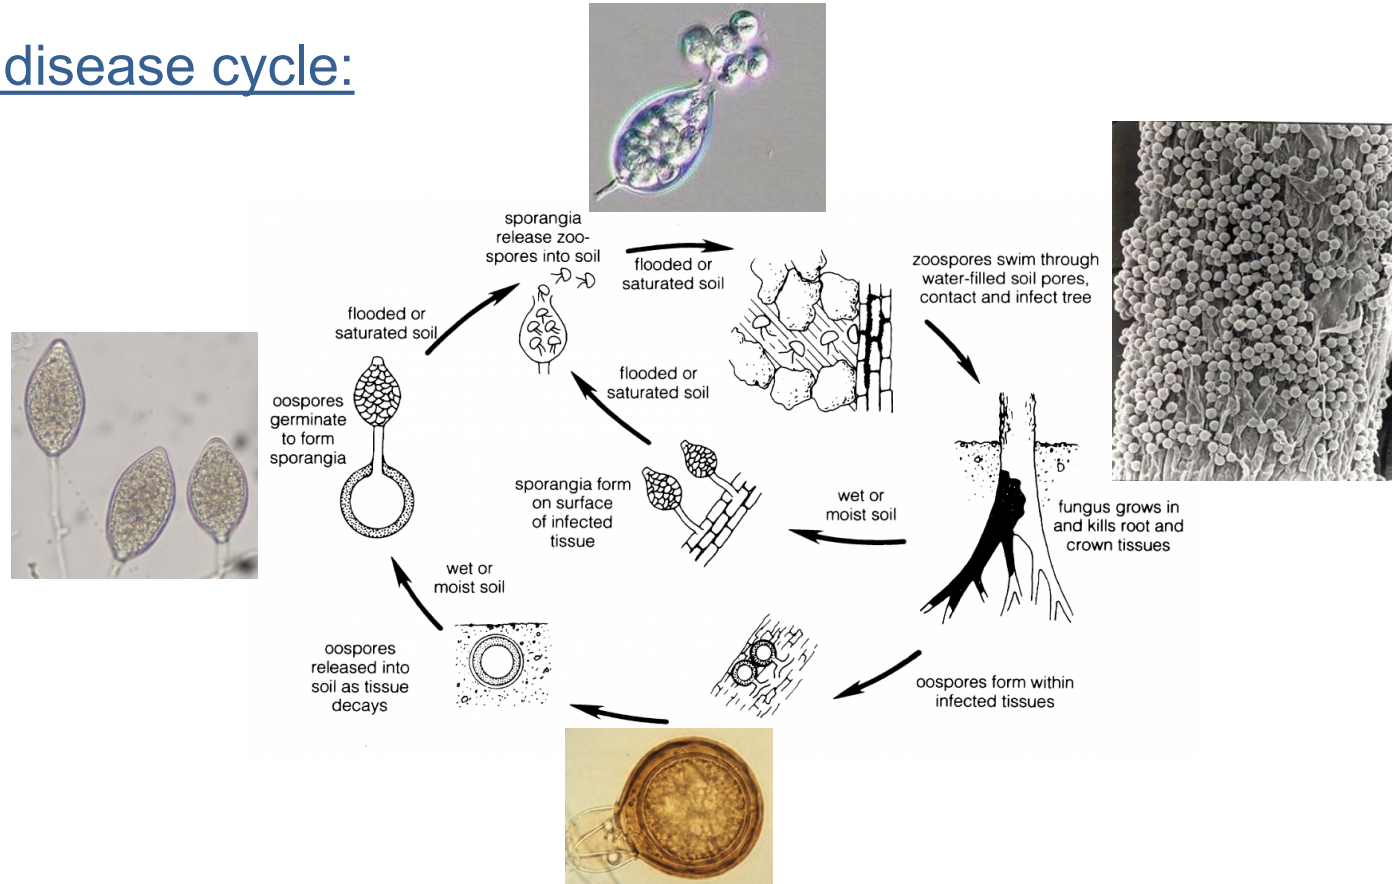 disease cycle:
sporangia
release zoo-
spores into soil
flooded or
saturated soil
zoospores swim through
water-filled soil pores,
contact and infect tree
flooded or
saturated soil
flooded or
saturated soil
oospores
germinate
to form
sporangia
sporangia form
on surface
of infected
tissue
wet or
moist soil
fungus grows in
and kills root and
crown tissues
wet or
moist soil
oospores
released into
soil as tissue
decays
oospores form within
infected tissues